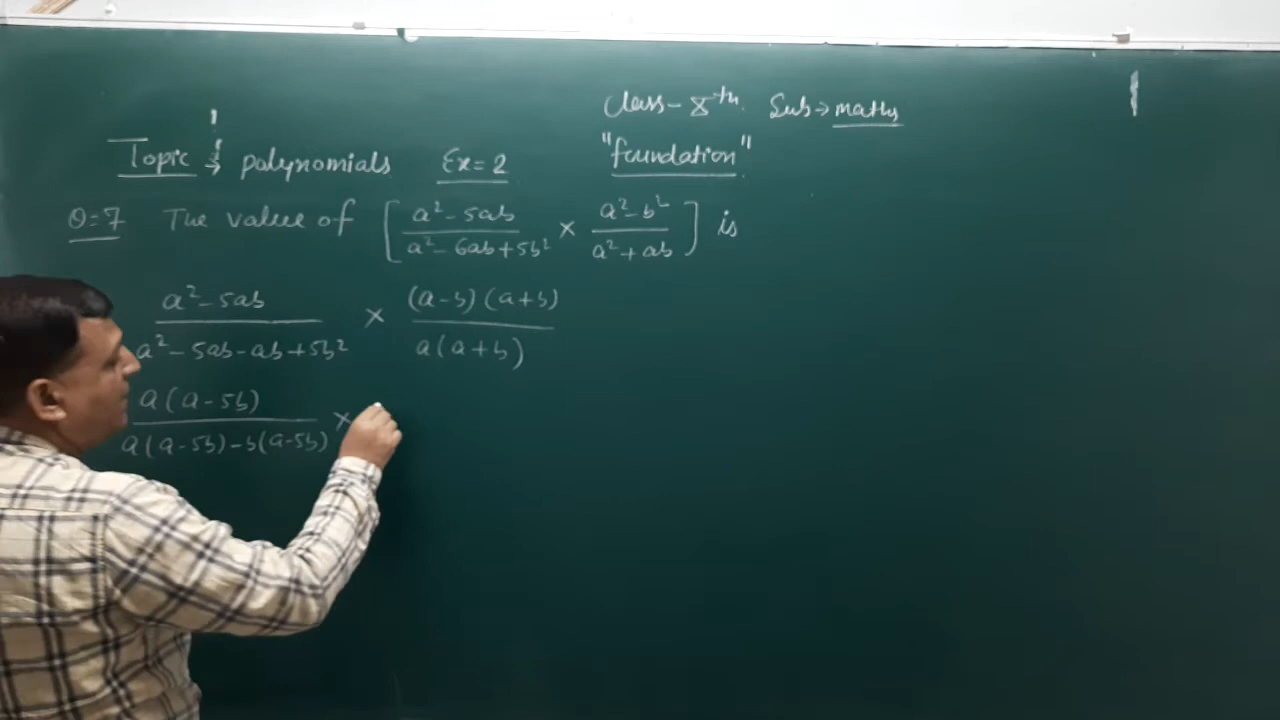 Class- 8th. Sub → maths
Topic → polynomials Ex = 2 "foundation"
Q=7 The value of [ (a² - 5ab)/(a² - 6ab + 5b²) × (a² - b²)/(a² + ab) ] is
(a² - 5ab)/(a² - 5ab - ab + 5b²) × ((a-b)(a+b))/(a(a+b))
(a(a-5b))/(a(a-5b) - b(a-5b)) ×